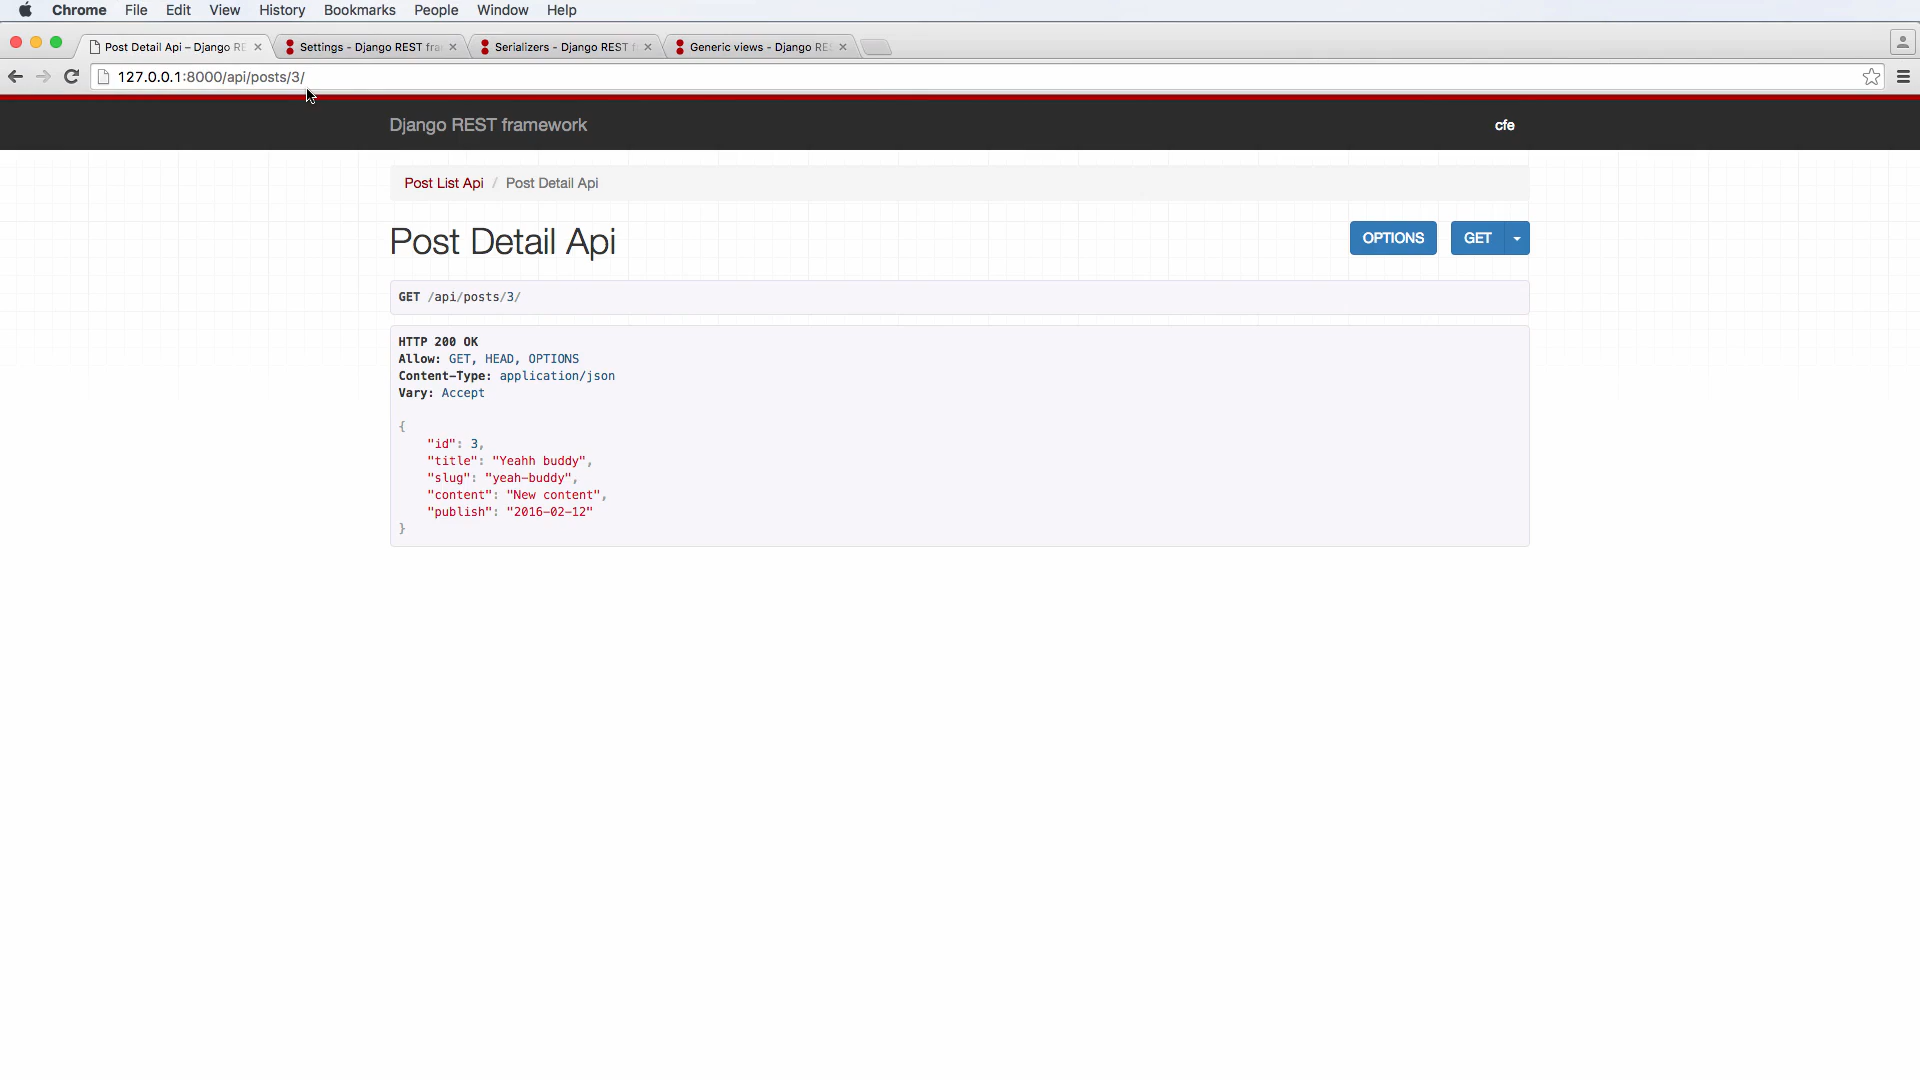 Chrome File Edit View History Bookmarks People Window Help
Post Detail Api – Django RE Settings - Django REST fra Serializers - Django REST f Generic views - Django RES
127.0.0.1:8000/api/posts/3/
Django REST framework cfe
Post List Api / Post Detail Api
Post Detail Api OPTIONS GET
GET /api/posts/3/
HTTP 200 OK
Allow: GET, HEAD, OPTIONS
Content-Type: application/json
Vary: Accept
{
"id": 3,
"title": "Yeahh buddy",
"slug": "yeah-buddy",
"content": "New content",
"publish": "2016-02-12"
}